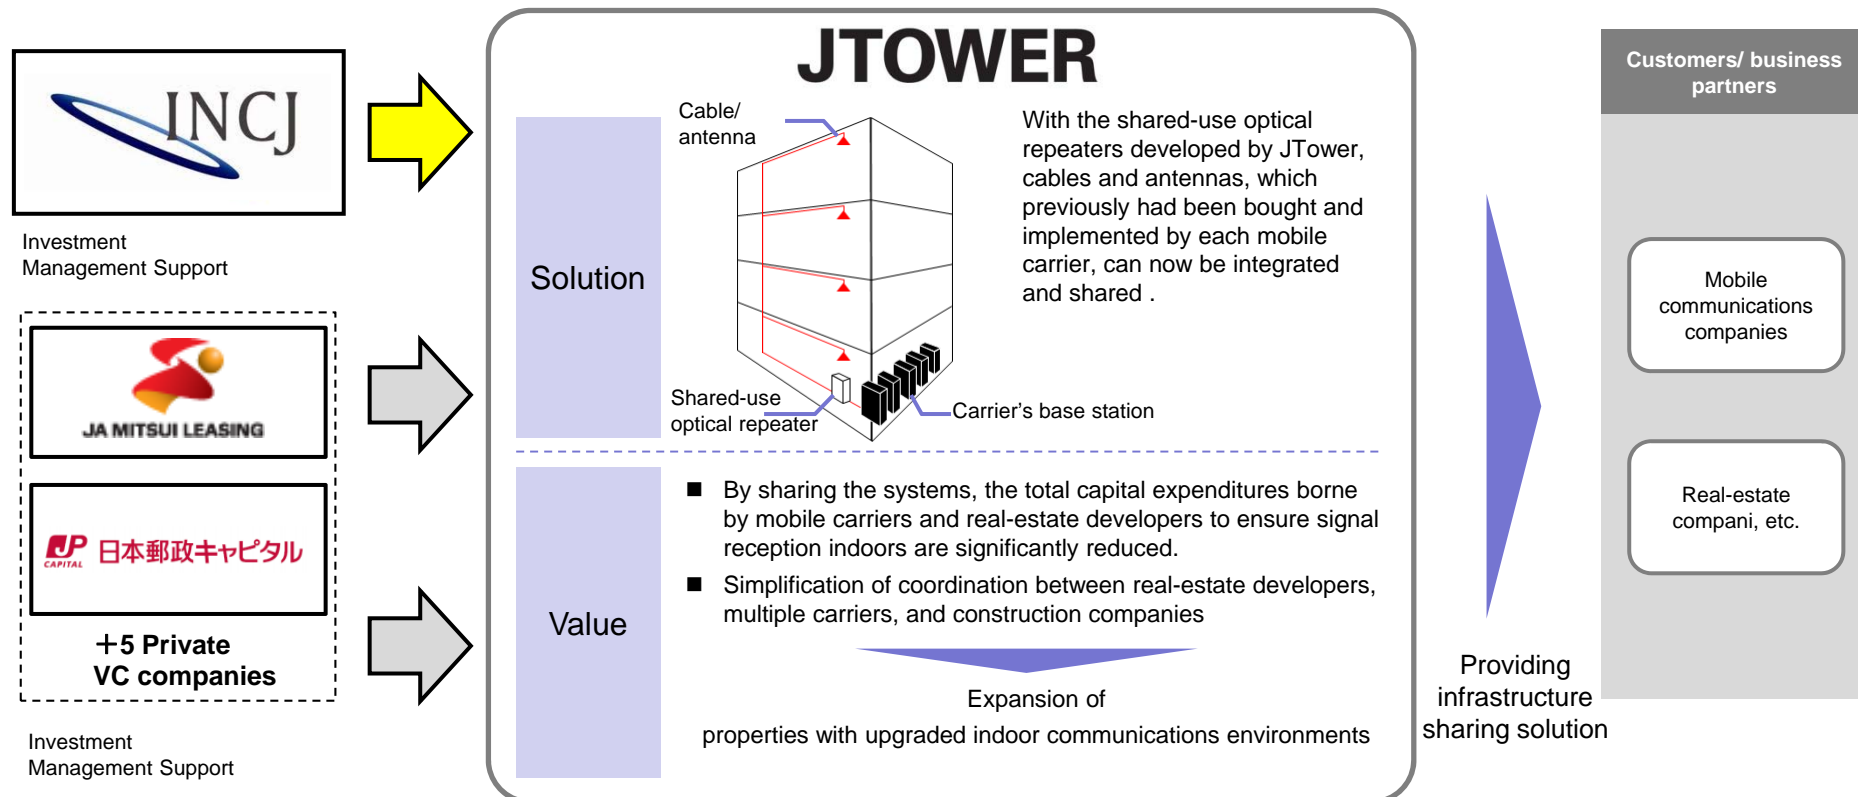 INCJ
Investment
Management Support
JA MITSUI LEASING
JP
CAPITAL
日本郵政キャピタル
＋5 Private
VC companies
Investment
Management Support
JTOWER
Solution
Cable/
antenna
Shared-use
optical repeater
Carrier's base station
With the shared-use optical
repeaters developed by JTower,
cables and antennas, which
previously had been bought and
implemented by each mobile
carrier, can now be integrated
and shared .
Value
■ By sharing the systems, the total capital expenditures borne
by mobile carriers and real-estate developers to ensure signal
reception indoors are significantly reduced.
■ Simplification of coordination between real-estate developers,
multiple carriers, and construction companies
Expansion of
properties with upgraded indoor communications environments
Providing
infrastructure
sharing solution
Customers/ business
partners
Mobile
communications
companies
Real-estate
compani, etc.